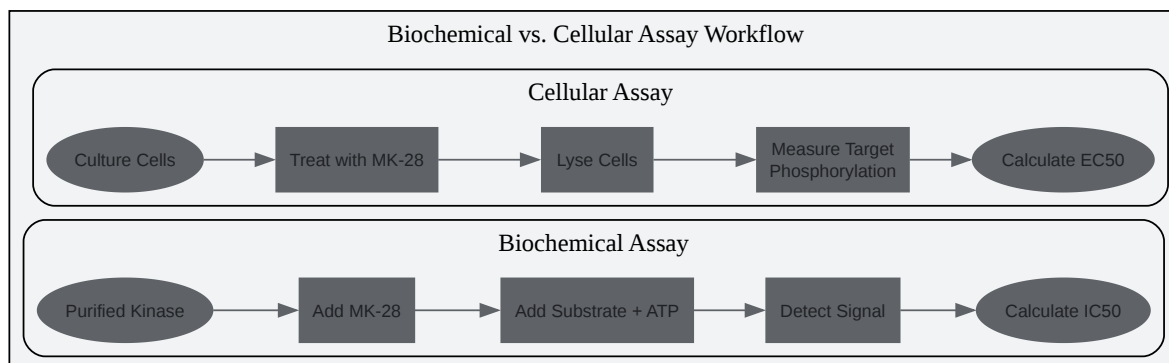 Biochemical vs. Cellular Assay Workflow
Cellular Assay
Culture Cells
Treat with MK-28
Lyse Cells
Measure Target
Phosphorylation
Calculate EC50
Biochemical Assay
Purified Kinase
Add MK-28
Add Substrate + ATP
Detect Signal
Calculate IC50